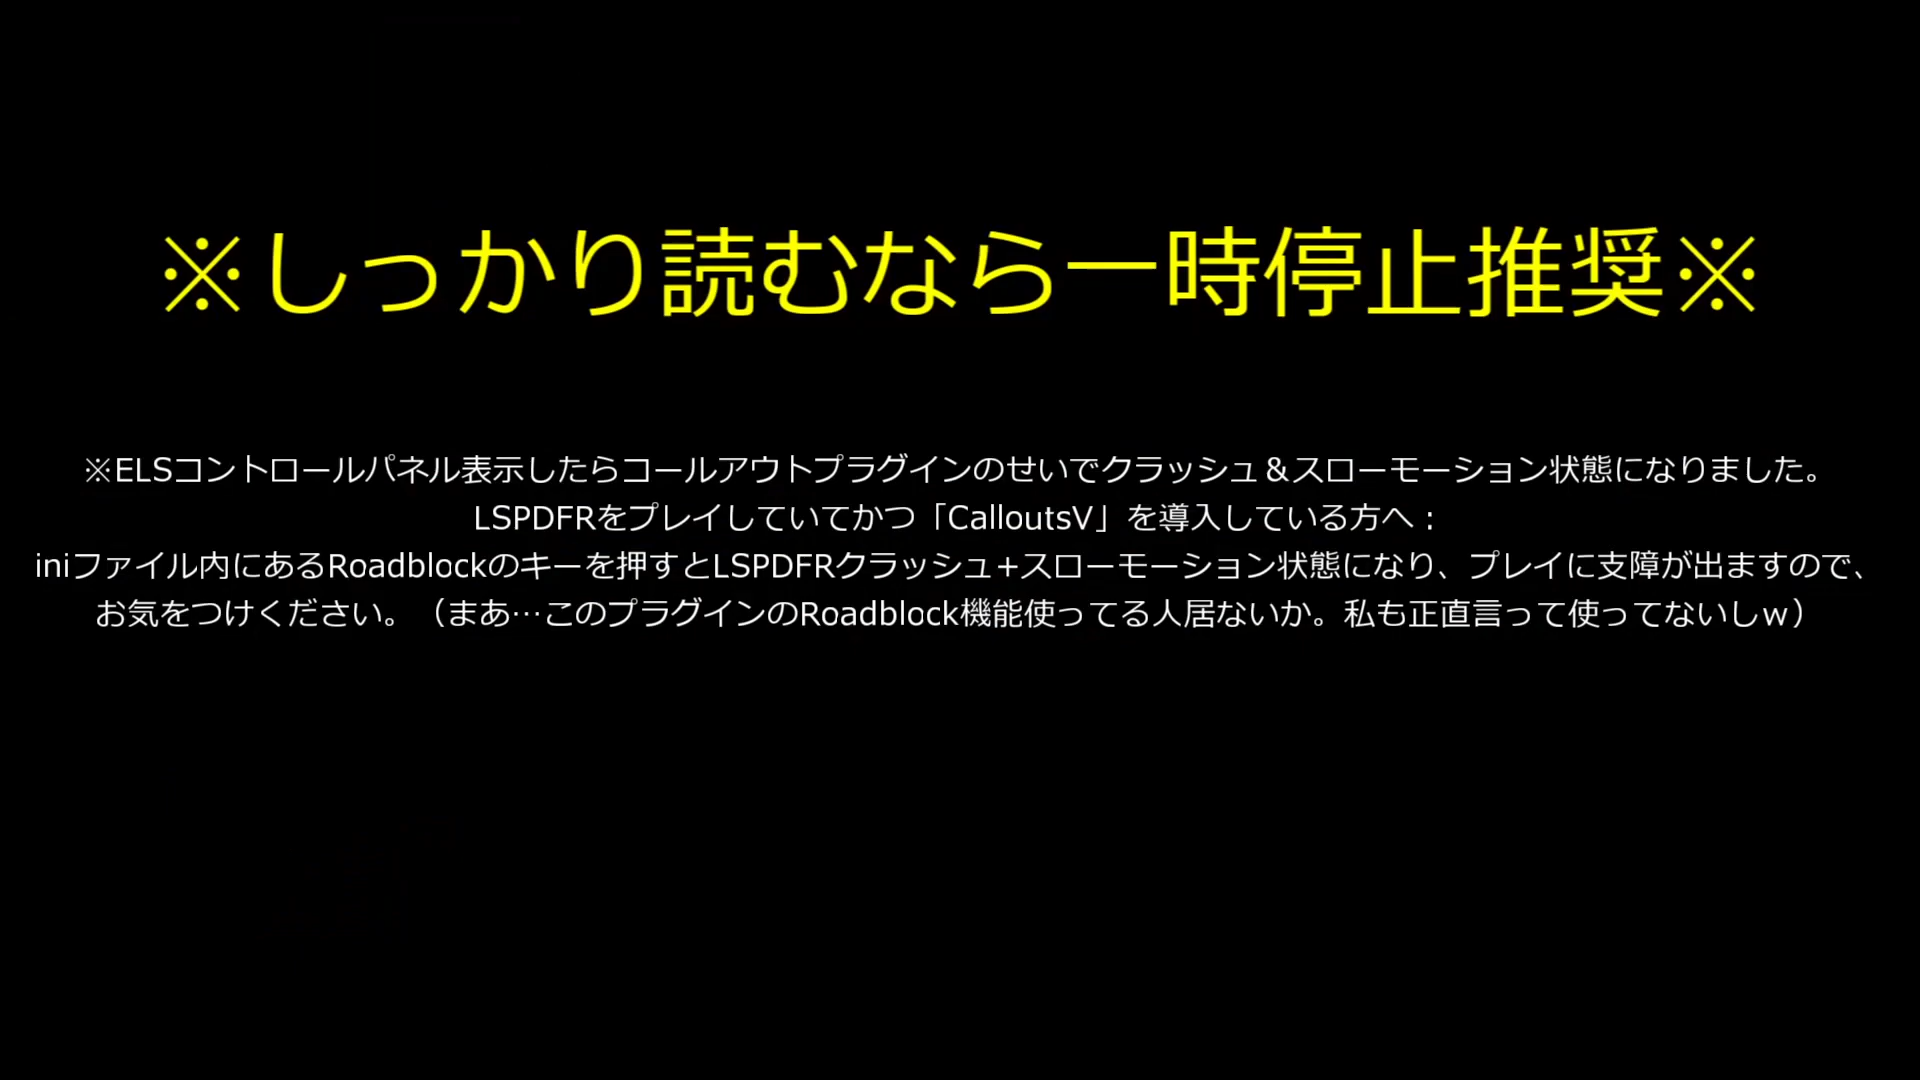 ※しっかり読むなら一時停止推奨※
※ELSコントロールパネル表示したらコールアウトプラグインのせいでクラッシュ＆スローモーション状態になりました。
LSPDFRをプレイしていてかつ「CalloutsV」を導入している方へ：
iniファイル内にあるRoadblockのキーを押すとLSPDFRクラッシュ+スローモーション状態になり、プレイに支障が出ますので、
お気をつけください。（まあ…このプラグインのRoadblock機能使ってる人居ないか。私も正直言って使ってないしｗ）